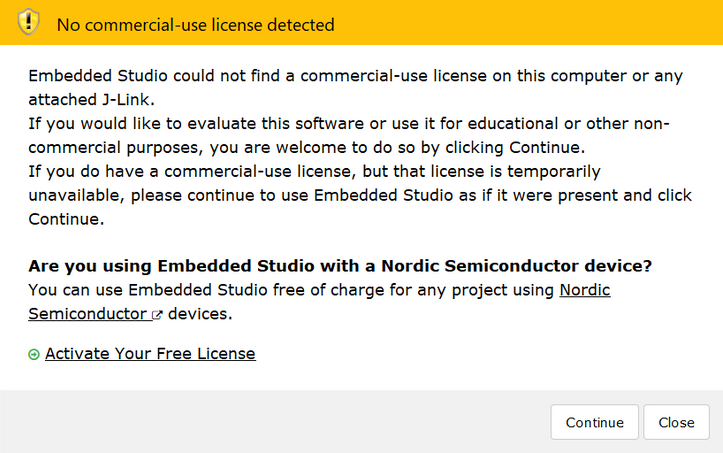 No commercial-use license detected
Embedded Studio could not find a commercial-use license on this computer or any
attached J-Link.
If you would like to evaluate this software or use it for educational or other non-
commercial purposes, you are welcome to do so by clicking Continue.
If you do have a commercial-use license, but that license is temporarily
unavailable, please continue to use Embedded Studio as if it were present and click
Continue.
Are you using Embedded Studio with a Nordic Semiconductor device?
You can use Embedded Studio free of charge for any project using Nordic
Semiconductor devices.
Activate Your Free License
Continue Close